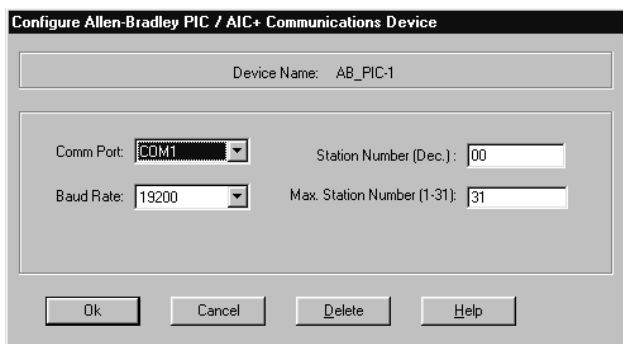 Configure Allen-Bradley PIC / AIC+ Communications Device
Device Name: AB_PIC-1
Comm Port: COM1 Station Number (Dec.) : 00
Baud Rate: 19200 Max. Station Number (1-31): 31
Ok Cancel Delete Help